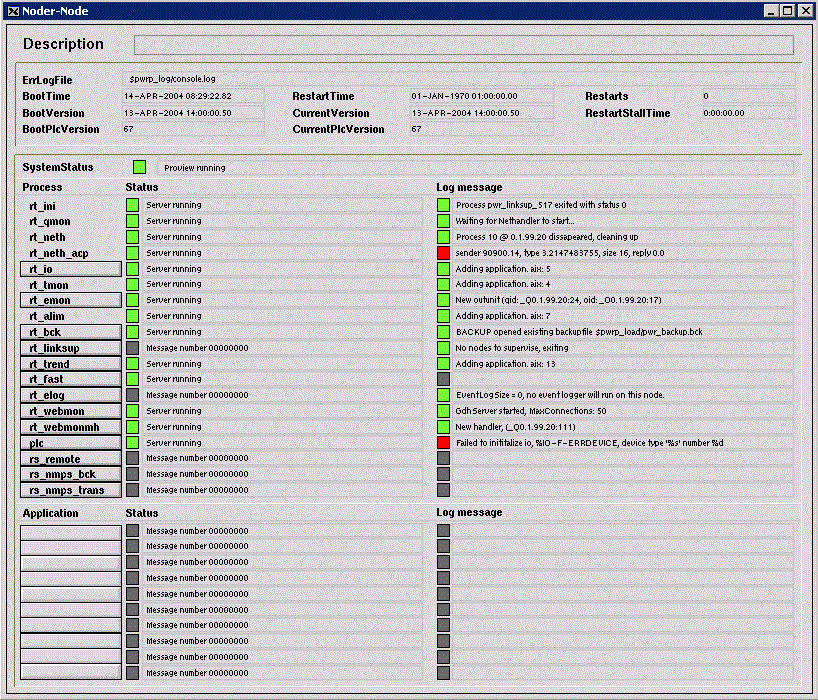 Noder-Node
Description
ErrLogFile $pwrp_log/console.log
BootTime 14-APR-2004 08:29:22.82 RestartTime 01-JAN-1970 01:00:00.00 Restarts 0
BootVersion 13-APR-2004 14:00:00.50 CurrentVersion 13-APR-2004 14:00:00.50 RestartStallTime 0:00:00.00
BootPlcVersion 67 CurrentPlcVersion 67
SystemStatus Proview running
Process Status Log message
rt_ini Server running Process pwr_linksup_517 exited with status 0
rt_qmon Server running Waiting for Nethandler to start...
rt_neth Server running Process 10 @ 0.1.99.20 dissapeared, cleaning up
rt_neth_acp Server running sender 90900.14, type 3.2147483755, size 16, reply 0.0
rt_io Server running Adding application. aix: 5
rt_tmon Server running Adding application. aix: 4
rt_emon Server running New outunit (qid: _Q0.1.99.20:24, oid: _O0.1.99.20:17)
rt_alim Server running Adding application. aix: 7
rt_bck Server running BACKUP opened existing backupfile $pwrp_load/pwr_backup.bck
rt_linksup Message number 00000000 No nodes to supervise, exiting
rt_trend Server running Adding application. aix: 13
rt_fast Server running
rt_elog Message number 00000000 EventLogSize = 0, no event logger will run on this node.
rt_webmon Server running Gdh Server started, MaxConnections: 50
rt_webmonmh Server running New handler, (_Q0.1.99.20:111)
plc Server running Failed to inititalize io, %IO-F-ERRDEVICE, device type '%s' number %d
rs_remote Message number 00000000
rs_nmps_bck Message number 00000000
rs_nmps_trans Message number 00000000
Application Status Log message
Message number 00000000
Message number 00000000
Message number 00000000
Message number 00000000
Message number 00000000
Message number 00000000
Message number 00000000
Message number 00000000
Message number 00000000
Message number 00000000